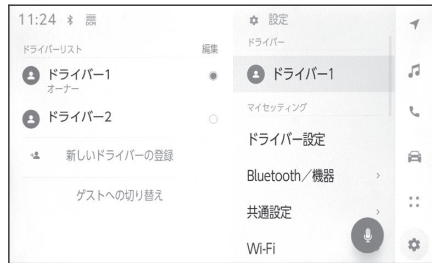 11:24
ドライバーリスト
編集
ドライバー1
オーナー
ドライバー2
新しいドライバーの登録
ゲストへの切り替え
設定
ドライバー
ドライバー1
マイセッティング
ドライバー設定
Bluetooth／機器
共通設定
Wi-Fi